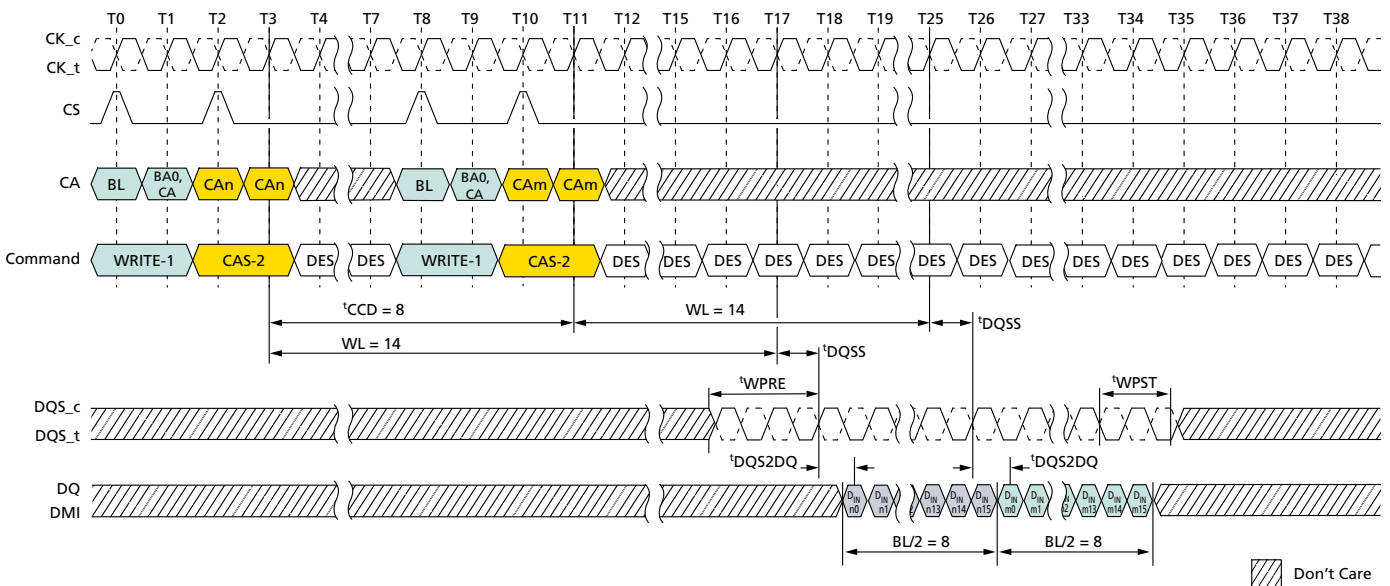 T0 T1 T2 T3 T4 T7 T8 T9 T10 T11 T12 T15 T16 T17 T18 T19 T25 T26 T27 T33 T34 T35 T36 T37 T38
CK_c
CK_t
CS
CA BL BA0, CA CAn CAn BL BA0, CA CAm CAm
Command WRITE-1 CAS-2 DES DES WRITE-1 CAS-2 DES DES DES DES DES DES DES DES DES DES DES DES DES DES DES
tCCD = 8 WL = 14 tDQSS
WL = 14 tDQSS
tWPRE tWPST
DQS_c
DQS_t
tDQS2DQ tDQS2DQ
DQ
DMI
DIN n0 DIN n1 DIN n13 DIN n14 DIN n15 DIN m0 DIN m1 DIN m13 DIN m14 DIN m15
BL/2 = 8 BL/2 = 8
Don't Care